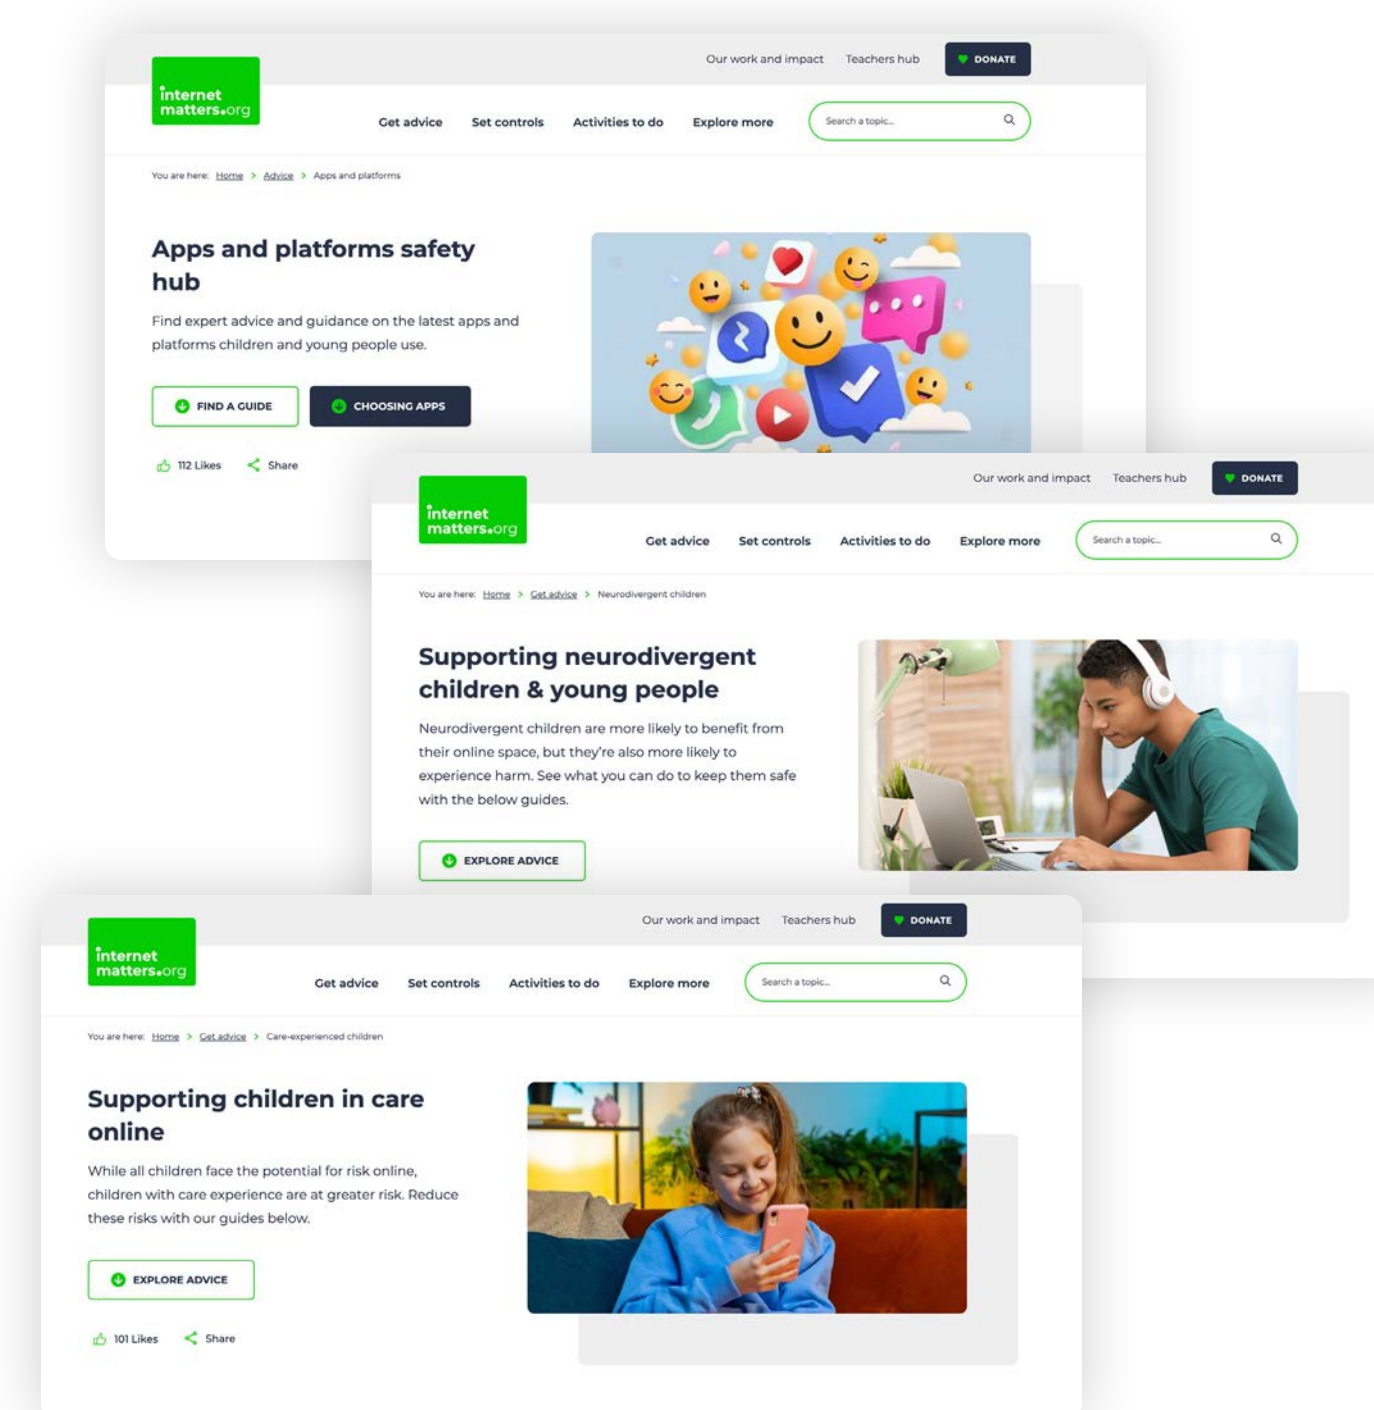 Our work and impact Teachers hub DONATE
internet
matters.org
Get advice Set controls Activities to do Explore more Search a topic...
You are here: Home > Advice > Apps and platforms
Apps and platforms safety
hub
Find expert advice and guidance on the latest apps and
platforms children and young people use.
FIND A GUIDE CHOOSING APPS
112 Likes Share
Our work and impact Teachers hub DONATE
internet
matters.org
Get advice Set controls Activities to do Explore more Search a topic...
You are here: Home > Get advice > Neurodivergent children
Supporting neurodivergent
children & young people
Neurodivergent children are more likely to benefit from
their online space, but they’re also more likely to
experience harm. See what you can do to keep them safe
with the below guides.
EXPLORE ADVICE
Our work and impact Teachers hub DONATE
internet
matters.org
Get advice Set controls Activities to do Explore more Search a topic...
You are here: Home > Get advice > Care-experienced children
Supporting children in care
online
While all children face the potential for risk online,
children with care experience are at greater risk. Reduce
these risks with our guides below.
EXPLORE ADVICE
101 Likes Share